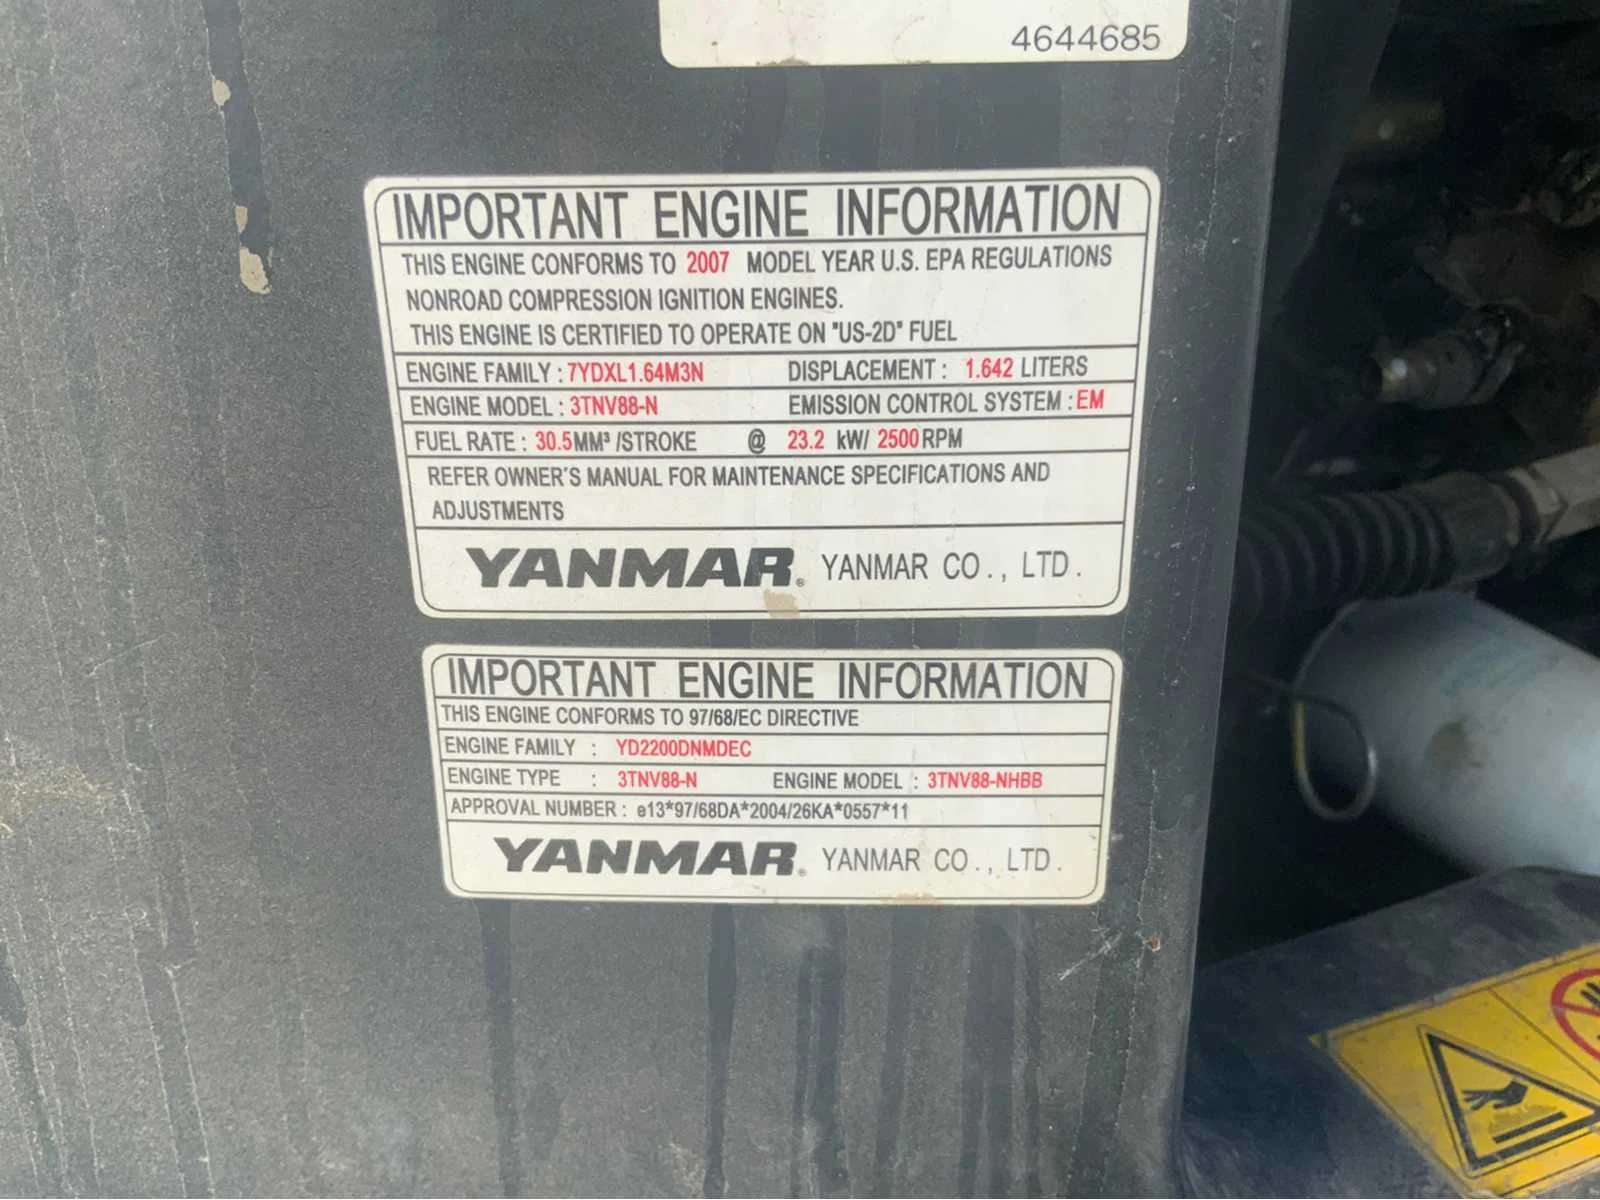 4644685
IMPORTANT ENGINE INFORMATION
THIS ENGINE CONFORMS TO 2007 MODEL YEAR U.S. EPA REGULATIONS
NONROAD COMPRESSION IGNITION ENGINES.
THIS ENGINE IS CERTIFIED TO OPERATE ON "US-2D" FUEL
ENGINE FAMILY : 7YDXL1.64M3N DISPLACEMENT : 1.642 LITERS
ENGINE MODEL : 3TNV88-N EMISSION CONTROL SYSTEM : EM
FUEL RATE : 30.5MM³/STROKE @ 23.2 kW/ 2500 RPM
REFER OWNER'S MANUAL FOR MAINTENANCE SPECIFICATIONS AND
ADJUSTMENTS
YANMAR® YANMAR CO., LTD.
IMPORTANT ENGINE INFORMATION
THIS ENGINE CONFORMS TO 97/68/EC DIRECTIVE
ENGINE FAMILY : YD2200DNMDEC
ENGINE TYPE : 3TNV88-N ENGINE MODEL : 3TNV88-NHBB
APPROVAL NUMBER : e13*97/68DA*2004/26KA*0557*11
YANMAR® YANMAR CO., LTD.